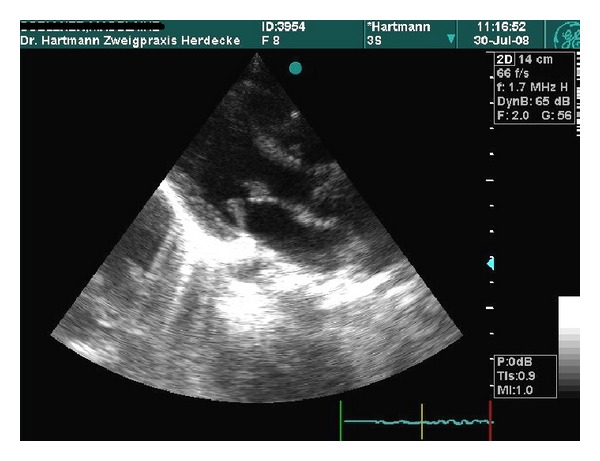 ID:3954 *Hartmann 11:16:52
Dr. Hartmann Zweigpraxis Herdecke F 8 3S 30-Jul-08
2D 14 cm
66 f/s
f: 1.7 MHz H
DynB: 65 dB
F: 2.0 G: 56
P:0dB
TIs:0.9
MI:1.0